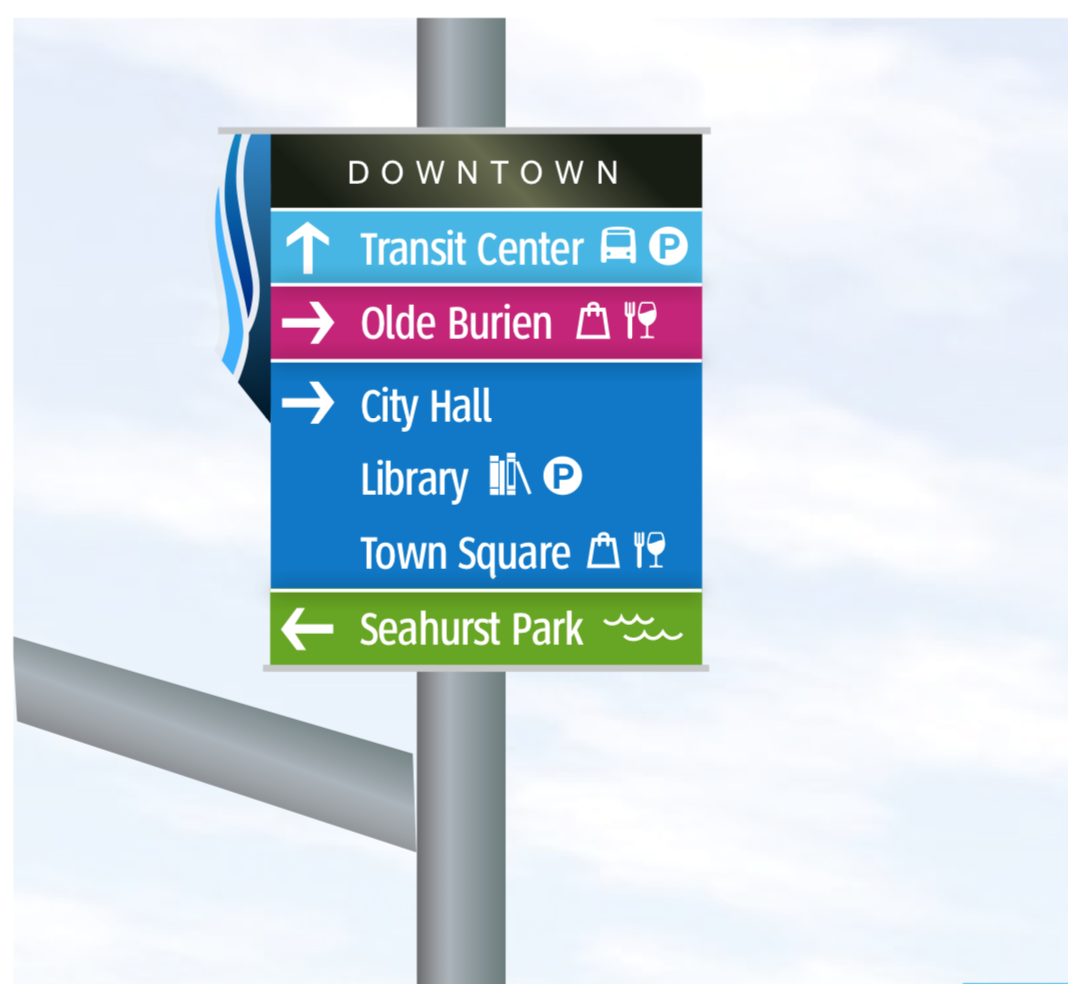 DOWNTOWN
Transit Center P
Olde Burien
City Hall
Library P
Town Square
Seahurst Park